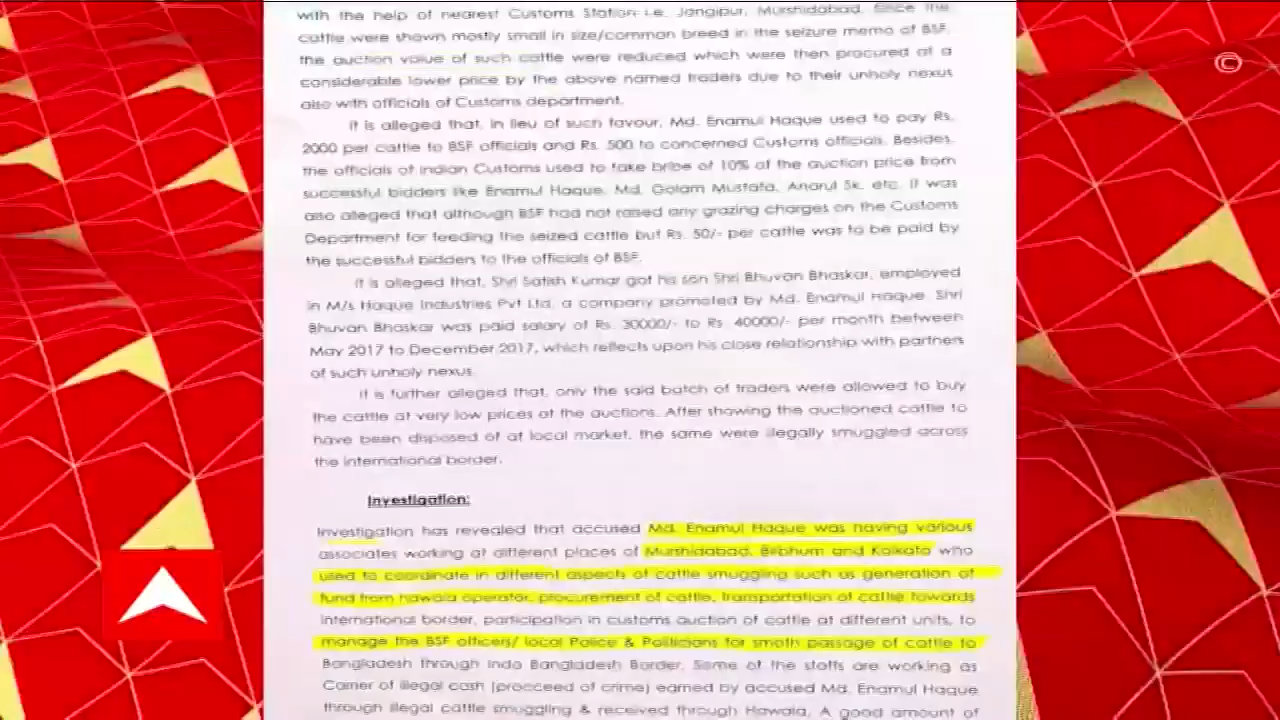 with the help of nearest Customs Station i.e. Jangipur, Murshidabad. Since the
cattle were shown mostly small in size/common breed in the seizure memo of BSF,
the auction value of such cattle were reduced which were then procured at a
considerable lower price by the above named traders due to their unholy nexus
also with officials of Customs department.
It is alleged that, in lieu of such favour, Md. Enamul Haque used to pay Rs.
2000 per cattle to BSF officials and Rs. 500 to concerned Customs officials. Besides,
the officials of Indian Customs used to take bribe of 10% of the auction price from
successful bidders like Enamul Haque, Md. Golam Mustafa, Anarul Sk. etc. It was
also alleged that although BSF had not raised any grazing charges on the Customs
Department for feeding the seized cattle but Rs. 50/- per cattle was to be paid by
the successful bidders to the officials of BSF.
It is alleged that, Shri Satish Kumar got his son Shri Bhuvan Bhaskar, employed
in M/s Haque Industries Pvt Ltd, a company promoted by Md. Enamul Haque. Shri
Bhuvan Bhaskar was paid salary of Rs. 30000/- to Rs. 40000/- per month between
May 2017 to December 2017, which reflects upon his close relationship with partners
of such unholy nexus.
It is further alleged that, only the said batch of traders were allowed to buy
the cattle at very low prices at the auctions. After showing the auctioned cattle to
have been disposed of at local market, the same were illegally smuggled across
the international border.
Investigation:
Investigation has revealed that accused Md. Enamul Haque was having various
associates working at different places of Murshidabad, Birbhum and Kolkata who
used to coordinate in different aspects of cattle smuggling such as generation of
fund from hawala operator, procurement of cattle, transportation of cattle towards
international border, participation in customs auction of cattle at different units, to
manage the BSF officers/ local Police & Politicians for smoth passage of cattle to
Bangladesh through Indo Bangladesh Border. Some of the staffs are working as
Carrier of illegal cash (procceed of crime) earned by accused Md. Enamul Haque
through illegal cattle smuggling & received through Hawala. A good amount of
©